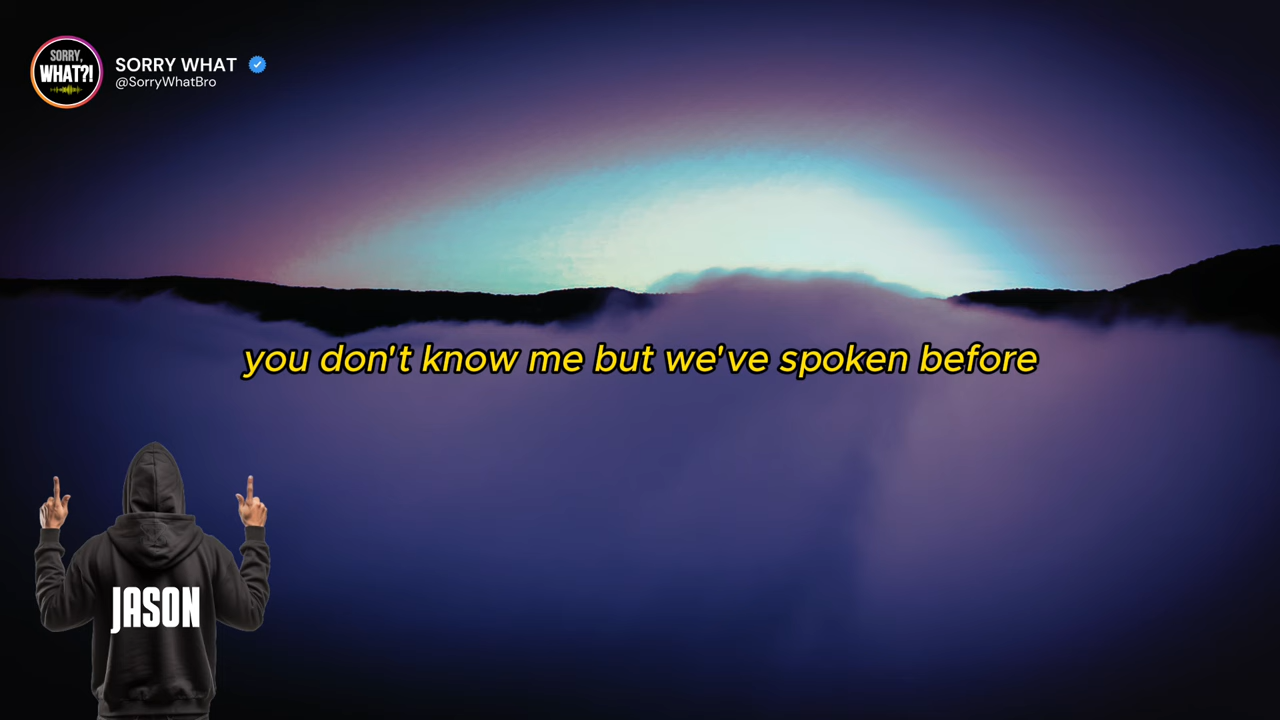 SORRY,
WHAT?!
SORRY WHAT
@SorryWhatBro
you don't know me but we've spoken before
JASON